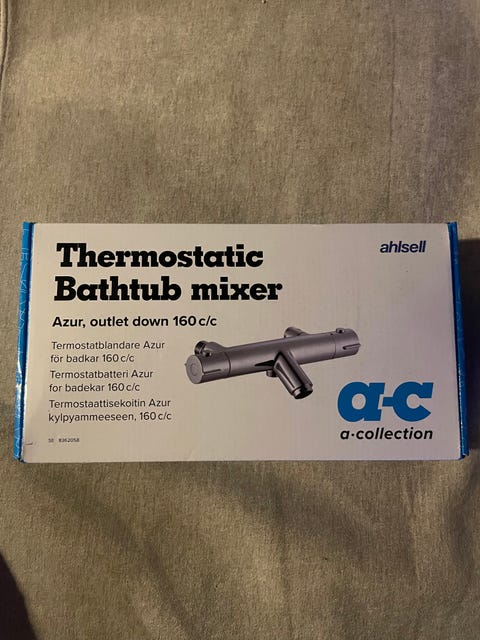 Thermostatic
Bathtub mixer
ahlsell
Azur, outlet down 160 c/c
Termostatblandare Azur
för badkar 160 c/c
Termostatbatteri Azur
for badekar 160 c/c
Termostaattisekoitin Azur
kylpyammeeseen, 160 c/c
SE 8362058
a-c
a-collection